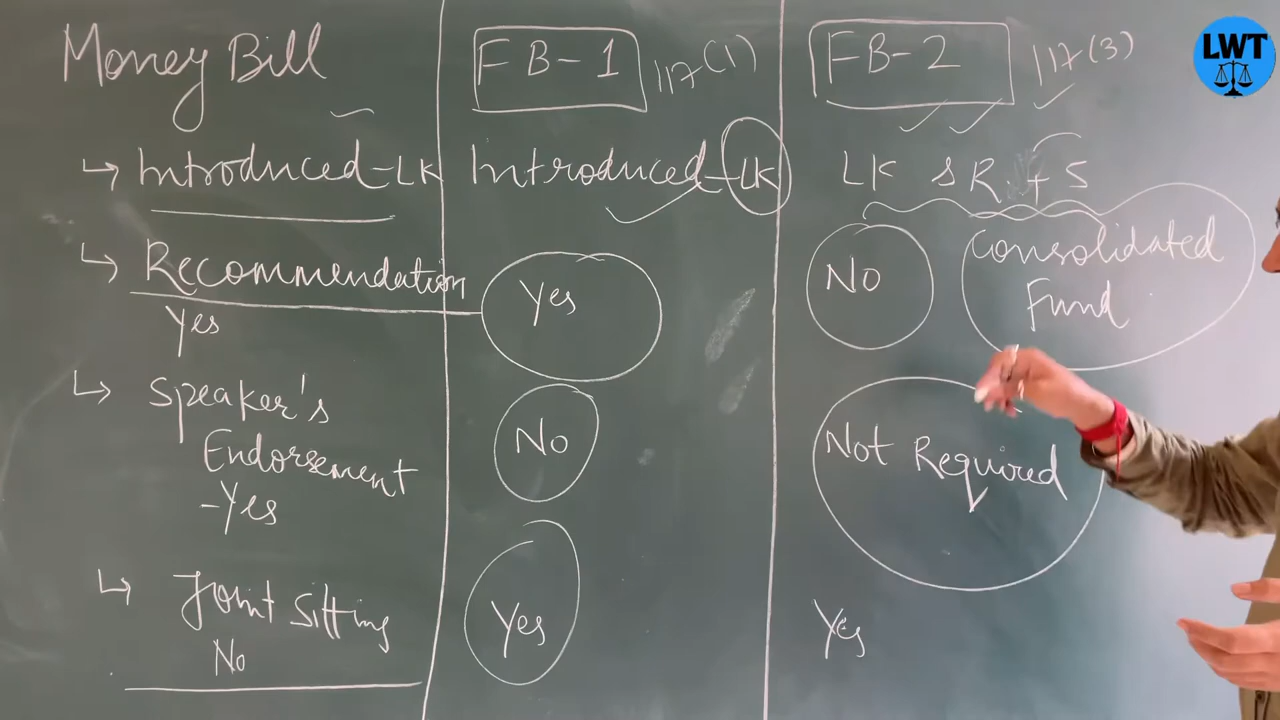 Money Bill
FB-1 117(1)
FB-2 117(3)
LWT
↳ Introduced-LK
Introduced-LK
LK & R.S
↳ Recommendation
Yes
Yes
No
Consolidated
Fund
↳ Speaker's
Endorsement
-Yes
No
Not Required
↳ Joint Sitting
No
Yes
Yes